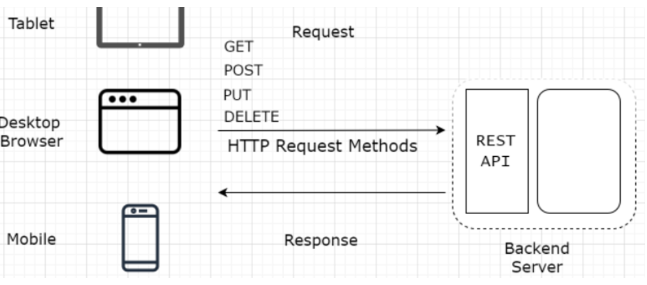 Tablet
Request
GET
POST
PUT
DELETE
Desktop
Browser
HTTP Request Methods
REST
API
Mobile
Response
Backend
Server